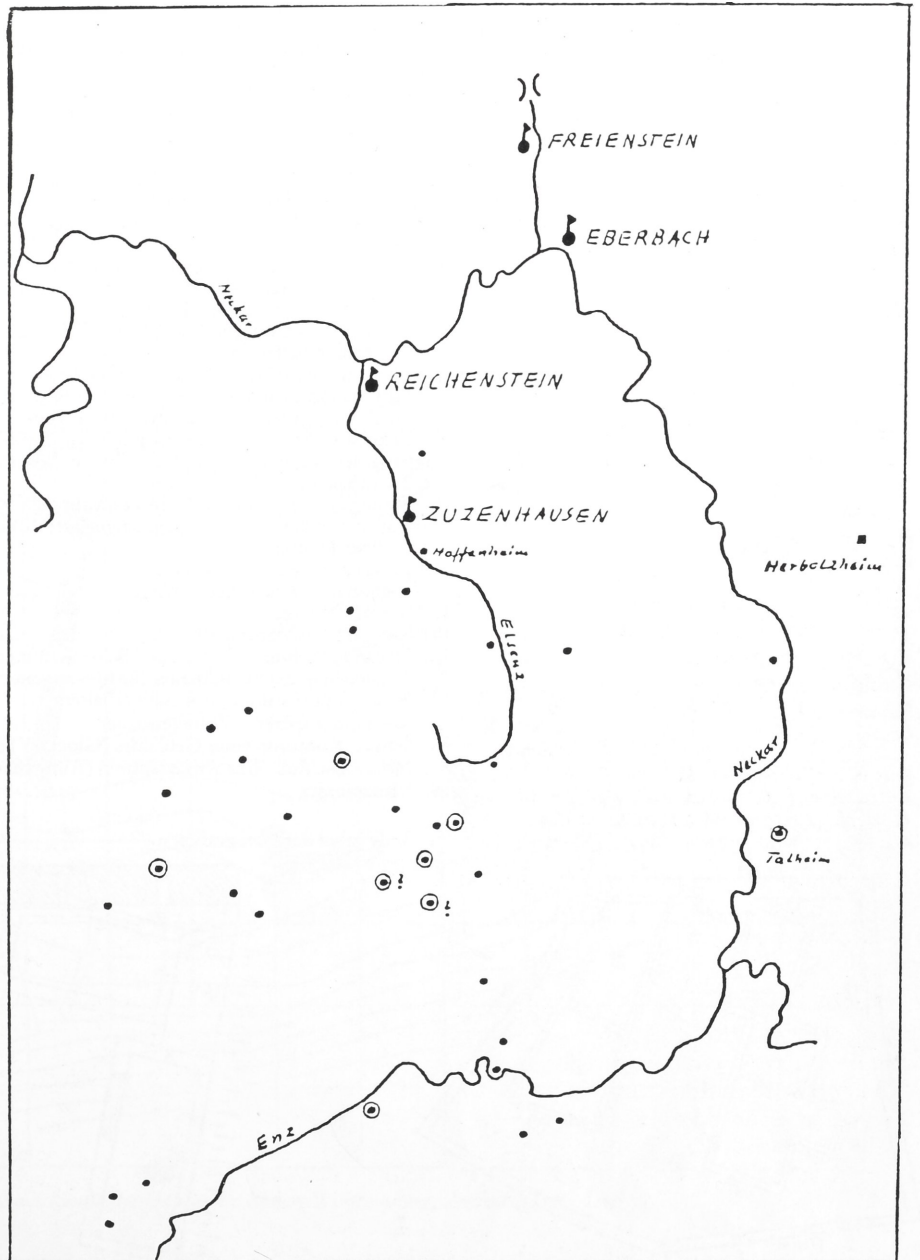 FREIENSTEIN
EBERBACH
Neckar
REICHENSTEIN
ZUZENHAUSEN
Hoffenheim
Herbolzheim
Elsenz
Neckar
Talheim
?
?
Enz